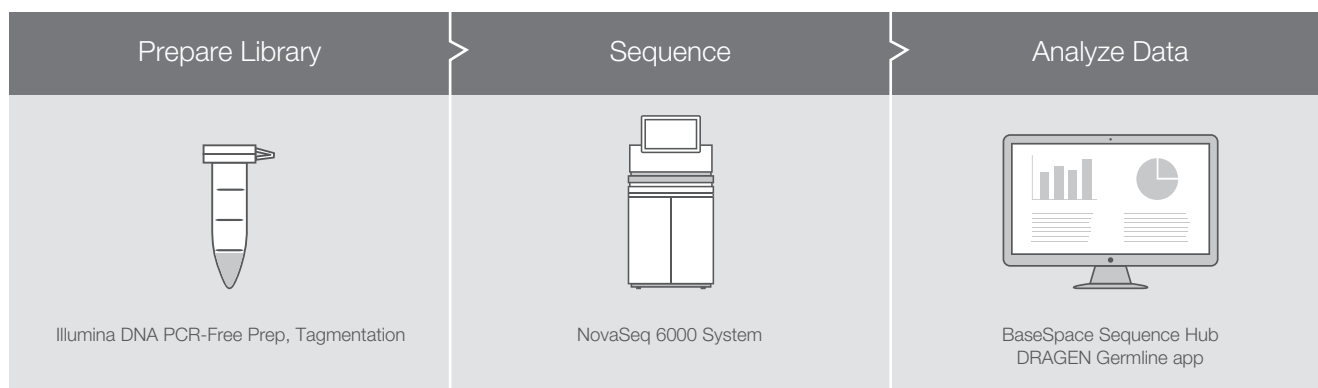 Prepare Library
Sequence
Analyze Data
Illumina DNA PCR-Free Prep, Tagmentation
NovaSeq 6000 System
BaseSpace Sequence Hub
DRAGEN Germline app